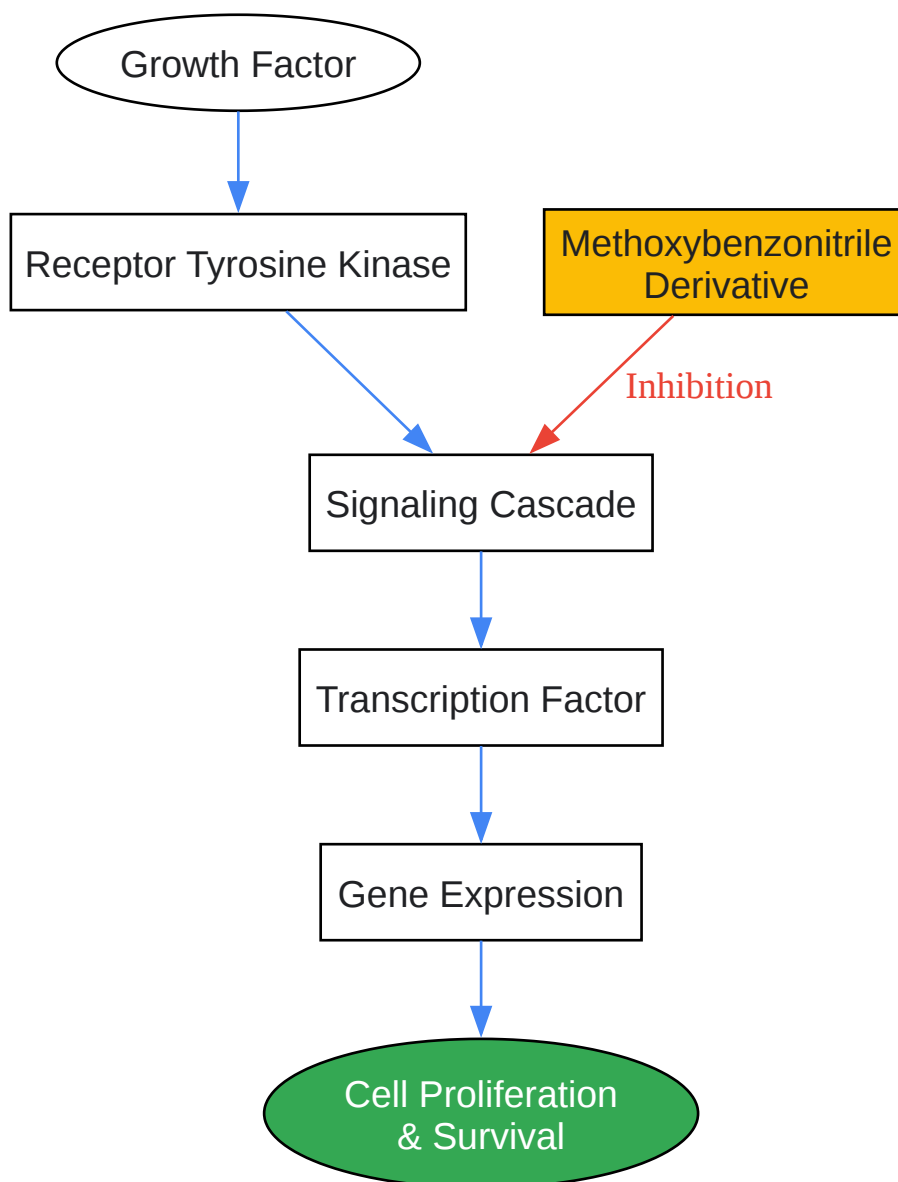 Growth Factor
Receptor Tyrosine Kinase
Methoxybenzonitrile
Derivative
Inhibition
Signaling Cascade
Transcription Factor
Gene Expression
Cell Proliferation
& Survival